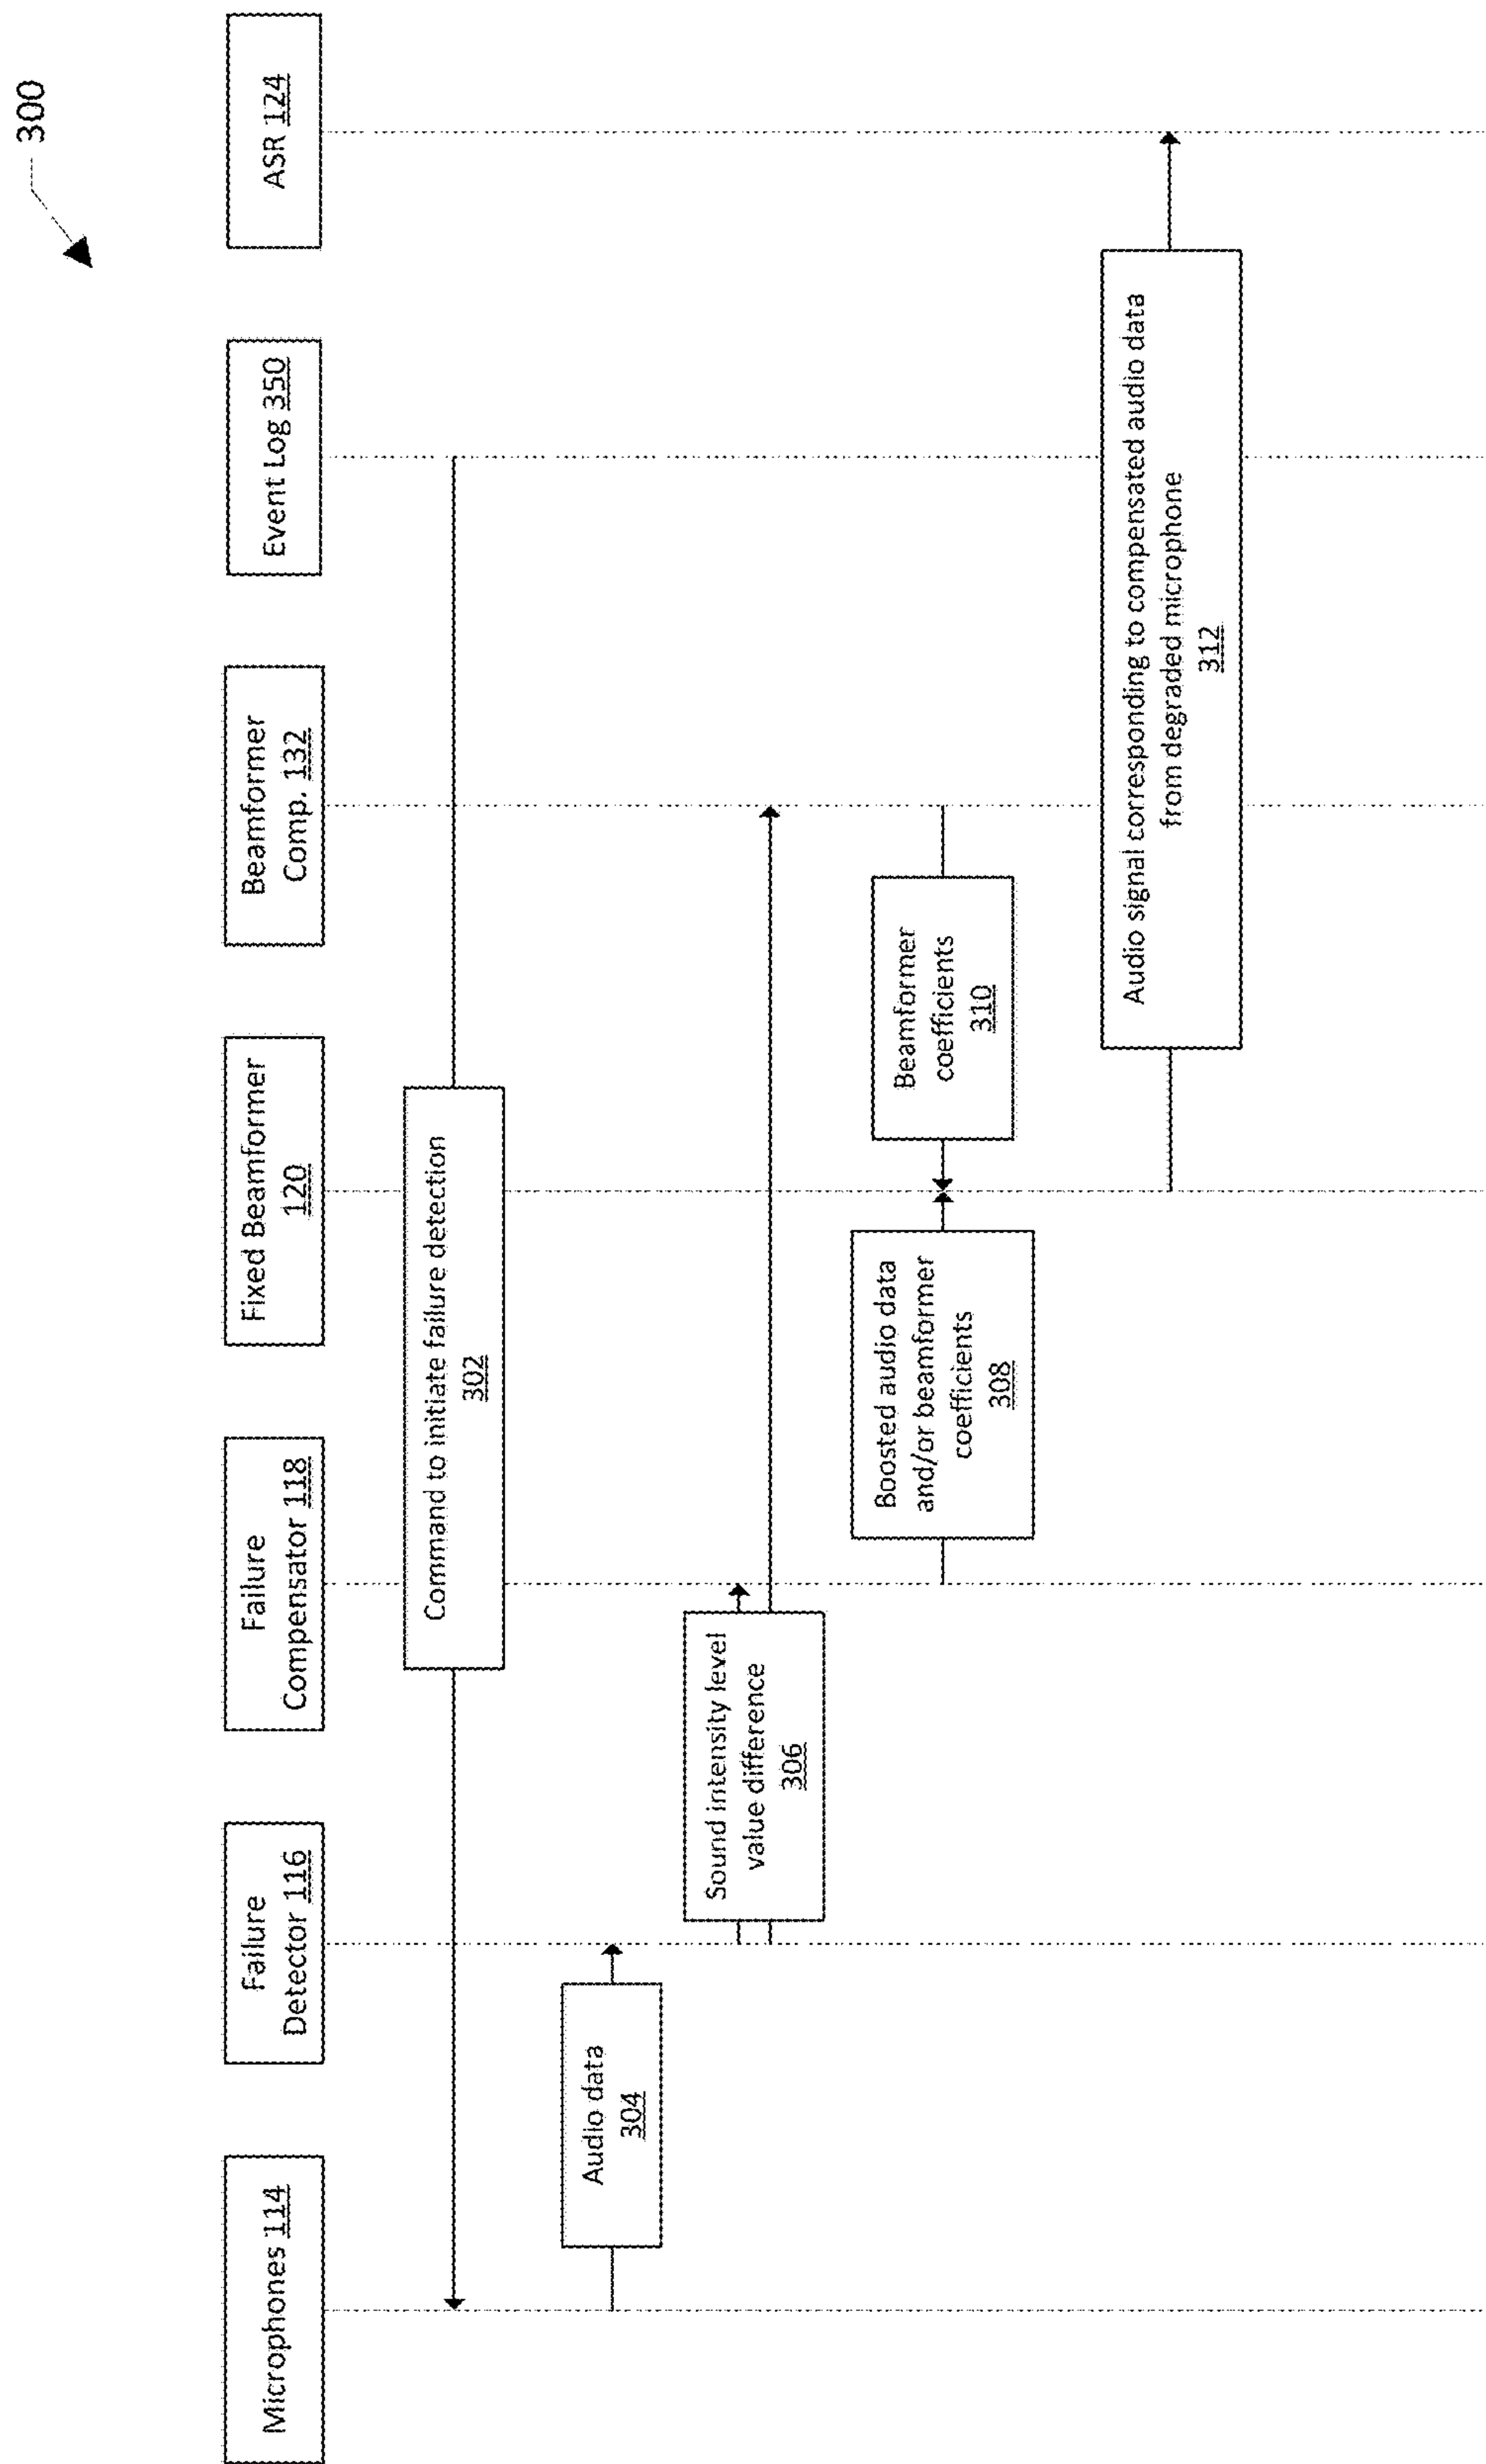 300
Microphones 114
Failure
Detector 116
Failure
Compensator 118
Fixed Beamformer
120
Beamformer
Comp. 132
Event Log 350
ASR 124
Command to initiate failure detection
302
Audio data
304
Sound intensity level
value difference
306
Boosted audio data
and/or beamformer
coefficients
308
Beamformer
coefficients
310
Audio signal corresponding to compensated audio data
from degraded microphone
312